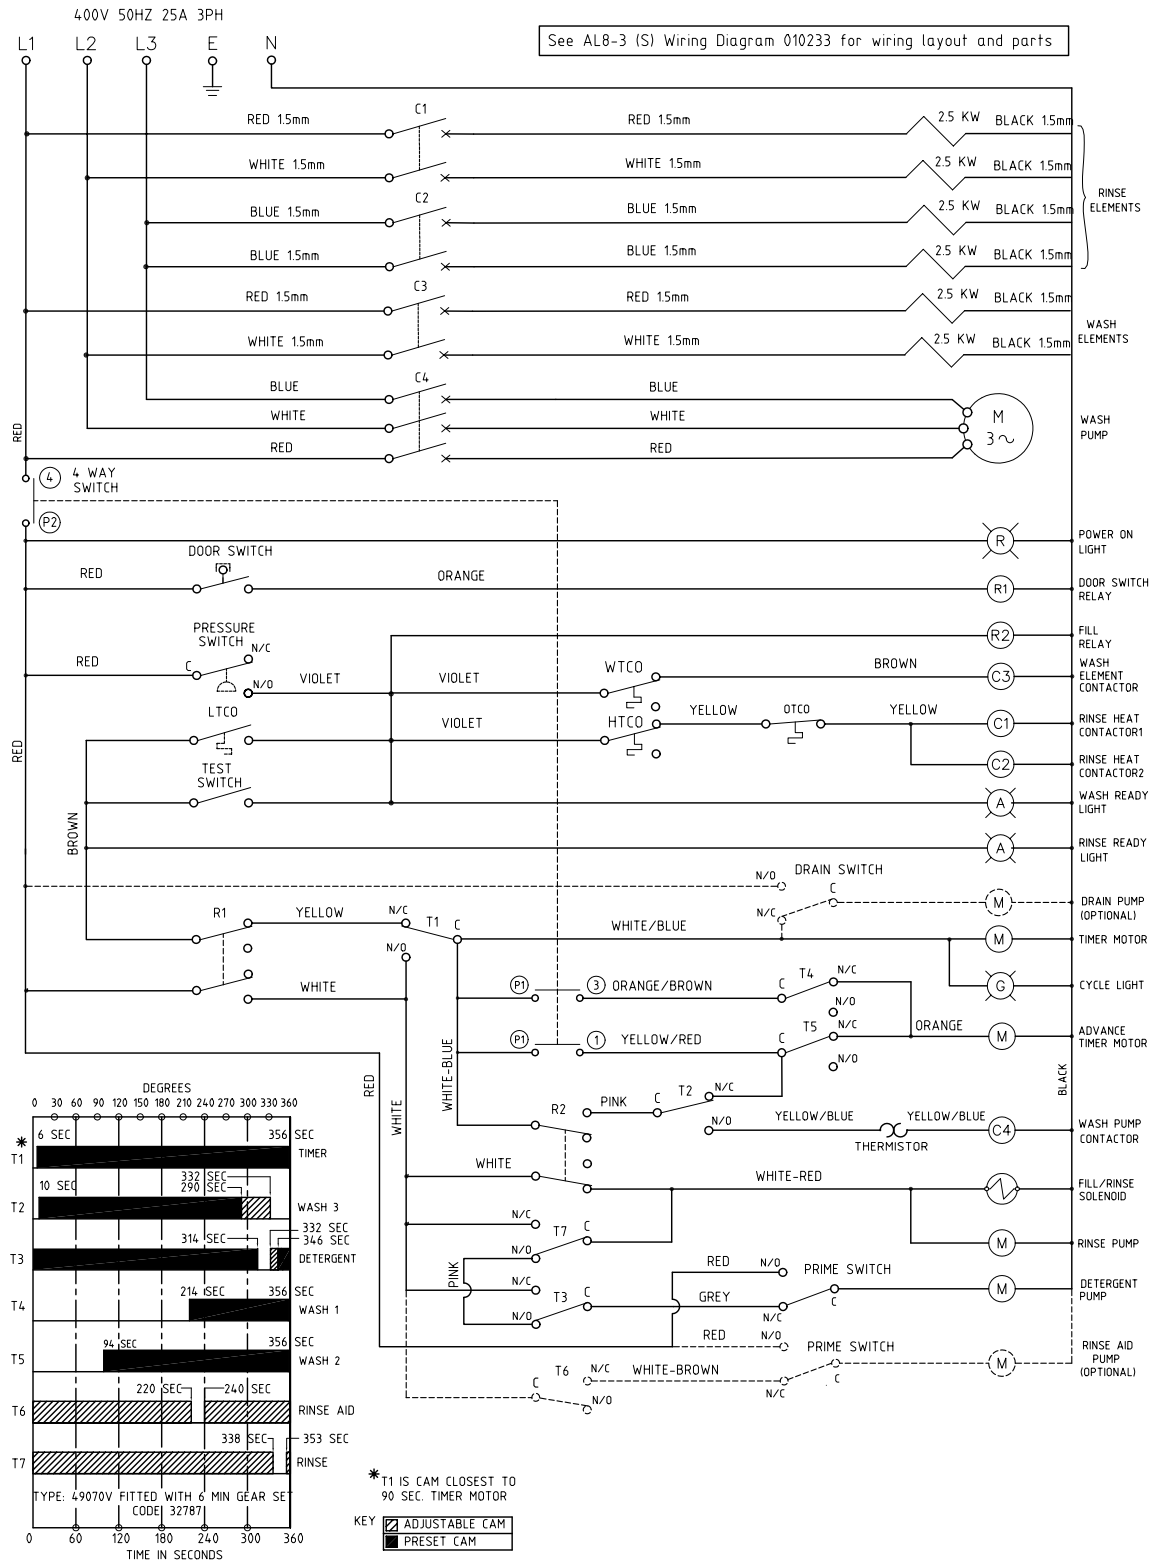 400V 50HZ 25A 3PH
L1 L2 L3 E N
See AL8-3 (S) Wiring Diagram 010233 for wiring layout and parts
C1
RED 1.5mm RED 1.5mm 2.5 KW BLACK 1.5mm
WHITE 1.5mm WHITE 1.5mm 2.5 KW BLACK 1.5mm
RINSE
ELEMENTS
C2
BLUE 1.5mm BLUE 1.5mm 2.5 KW BLACK 1.5mm
BLUE 1.5mm BLUE 1.5mm 2.5 KW BLACK 1.5mm
C3
RED 1.5mm RED 1.5mm 2.5 KW BLACK 1.5mm
WASH
ELEMENTS
WHITE 1.5mm WHITE 1.5mm 2.5 KW BLACK 1.5mm
C4
BLUE BLUE
WHITE WHITE
RED RED
M
3~
WASH
PUMP
RED
4
4 WAY
SWITCH
P2
R
POWER ON
LIGHT
DOOR SWITCH
RED ORANGE R1
DOOR SWITCH
RELAY
PRESSURE
SWITCH
N/C
R2
FILL
RELAY
RED C N/O VIOLET VIOLET
WTCO
BROWN C3
WASH
ELEMENT
CONTACTOR
LTCO
VIOLET HTCO YELLOW OTCO YELLOW C1
RINSE HEAT
CONTACTOR1
C2
RINSE HEAT
CONTACTOR2
RED
TEST
SWITCH
A
WASH READY
LIGHT
BROWN
A
RINSE READY
LIGHT
DRAIN SWITCH
N/O
C
N/C
M
DRAIN PUMP
(OPTIONAL)
R1 YELLOW N/C T1 C
N/O
WHITE/BLUE
M
TIMER MOTOR
WHITE
P1 3 ORANGE/BROWN C T4 N/C
N/O
G
CYCLE LIGHT
P1 1 YELLOW/RED C T5 N/C
N/O
ORANGE
M
ADVANCE
TIMER MOTOR
RED
WHITE
WHITE-BLUE
BLACK
R2 PINK C T2 N/C
N/O
YELLOW/BLUE YELLOW/BLUE
THERMISTOR
C4
WASH PUMP
CONTACTOR
WHITE WHITE-RED
FILL/RINSE
SOLENOID
N/C
T7 C
N/O
M
RINSE PUMP
PINK
RED N/O PRIME SWITCH
N/C
T3 C GREY
N/O
N/C
C
M
DETERGENT
PUMP
RED N/O PRIME SWITCH
C T6 N/C WHITE-BROWN
N/O
N/C
C
M
RINSE AID
PUMP
(OPTIONAL)
DEGREES
0 30 60 90 120 150 180 210 240 270 300 330 360
*
T1 6 SEC 356 SEC TIMER
T2 10 SEC 290 SEC 332 SEC WASH 3
T3 314 SEC 332 SEC 346 SEC DETERGENT
T4 214 SEC 356 SEC WASH 1
T5 94 SEC 356 SEC WASH 2
T6 220 SEC 240 SEC RINSE AID
T7 338 SEC 353 SEC RINSE
TYPE: 49070V FITTED WITH 6 MIN GEAR SET
CODE 32787
0 60 120 180 240 300 360
TIME IN SECONDS
* T1 IS CAM CLOSEST TO
90 SEC. TIMER MOTOR
KEY
ADJUSTABLE CAM
PRESET CAM